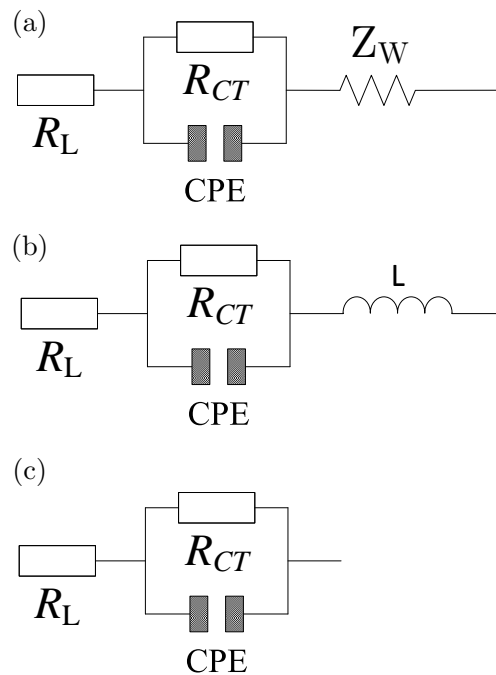 (a)
Z_W
R_CT
R_L
CPE
(b)
L
R_CT
R_L
CPE
(c)
R_CT
R_L
CPE